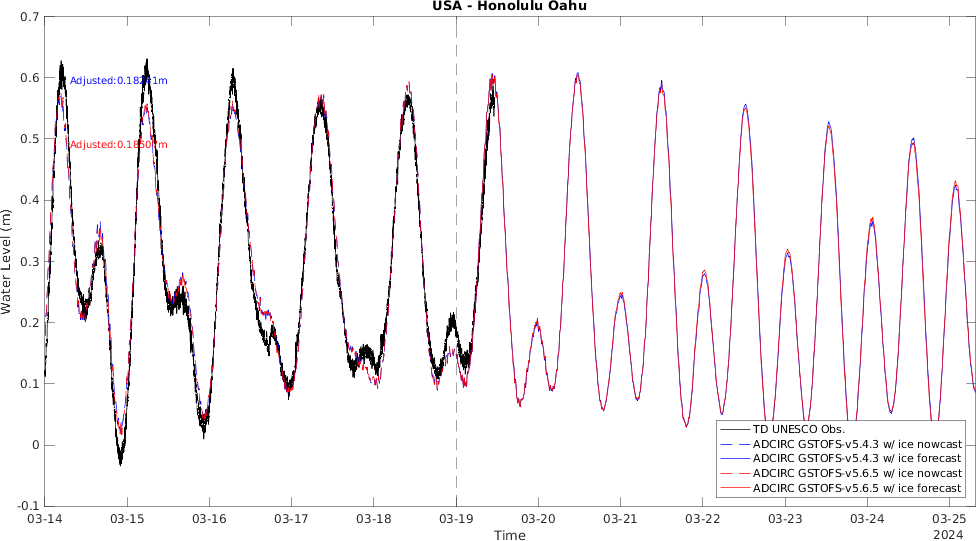 USA - Honolulu Oahu
0.7
0.6
0.5
0.4
0.3
0.2
0.1
0
-0.1
Water Level (m)
03-14
03-15
03-16
03-17
03-18
03-19
03-20
03-21
03-22
03-23
03-24
03-25
2024
Time
TD UNESCO Obs.
ADCIRC GSTOFS-v5.4.3 w/ ice nowcast
ADCIRC GSTOFS-v5.4.3 w/ ice forecast
ADCIRC GSTOFS-v5.6.5 w/ ice nowcast
ADCIRC GSTOFS-v5.6.5 w/ ice forecast